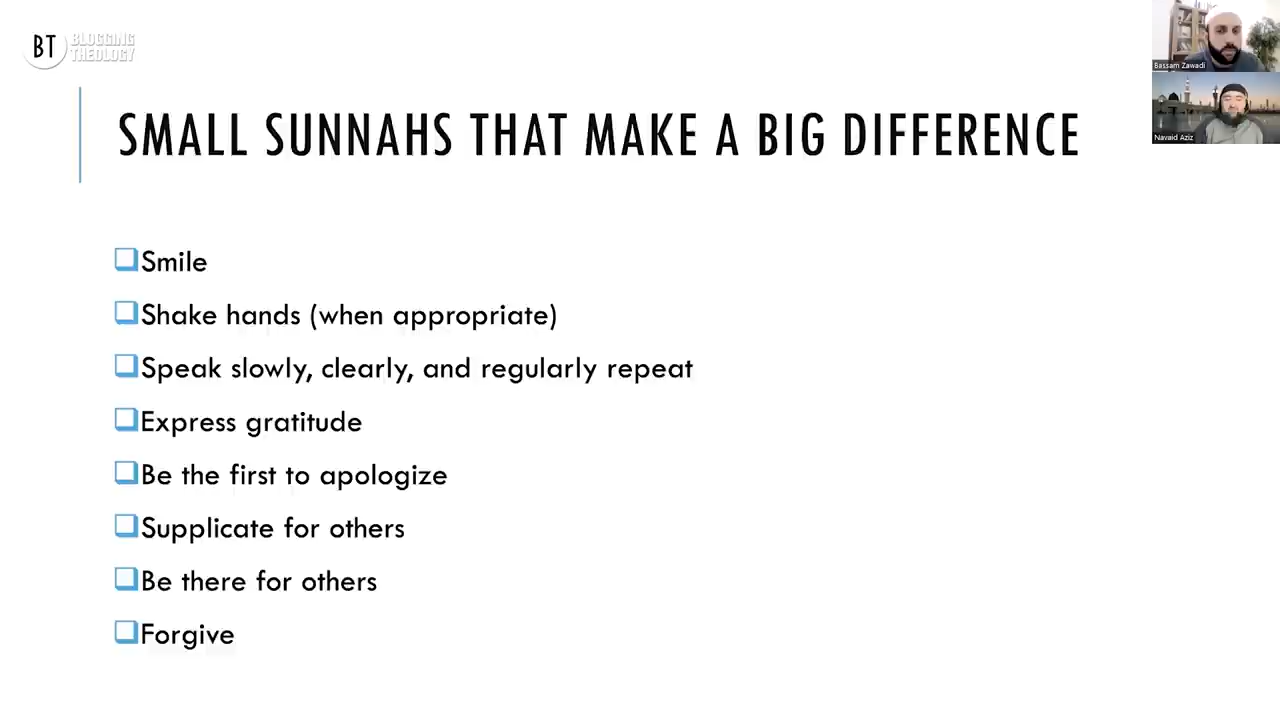 BT BLOGGING
THEOLOGY
Bassam Zawadi
Navaid Aziz
SMALL SUNNAHS THAT MAKE A BIG DIFFERENCE
Smile
Shake hands (when appropriate)
Speak slowly, clearly, and regularly repeat
Express gratitude
Be the first to apologize
Supplicate for others
Be there for others
Forgive